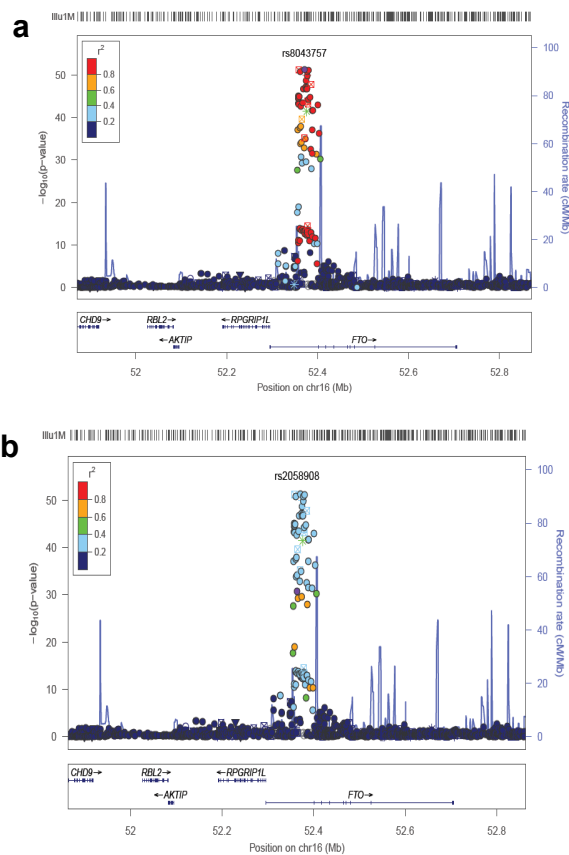 a
Illu1M
rs8043757
r2
0.8
0.6
0.4
0.2
50
40
30
20
10
0
−log10(p−value)
100
80
60
40
20
0
Recombination rate (cM/Mb)
CHD9→
RBL2→
←RPGRIP1L
←AKTIP
FTO→
52
52.2
52.4
52.6
52.8
Position on chr16 (Mb)
b
Illu1M
rs2058908
r2
0.8
0.6
0.4
0.2
50
40
30
20
10
0
−log10(p−value)
100
80
60
40
20
0
Recombination rate (cM/Mb)
CHD9→
RBL2→
←RPGRIP1L
←AKTIP
FTO→
52
52.2
52.4
52.6
52.8
Position on chr16 (Mb)